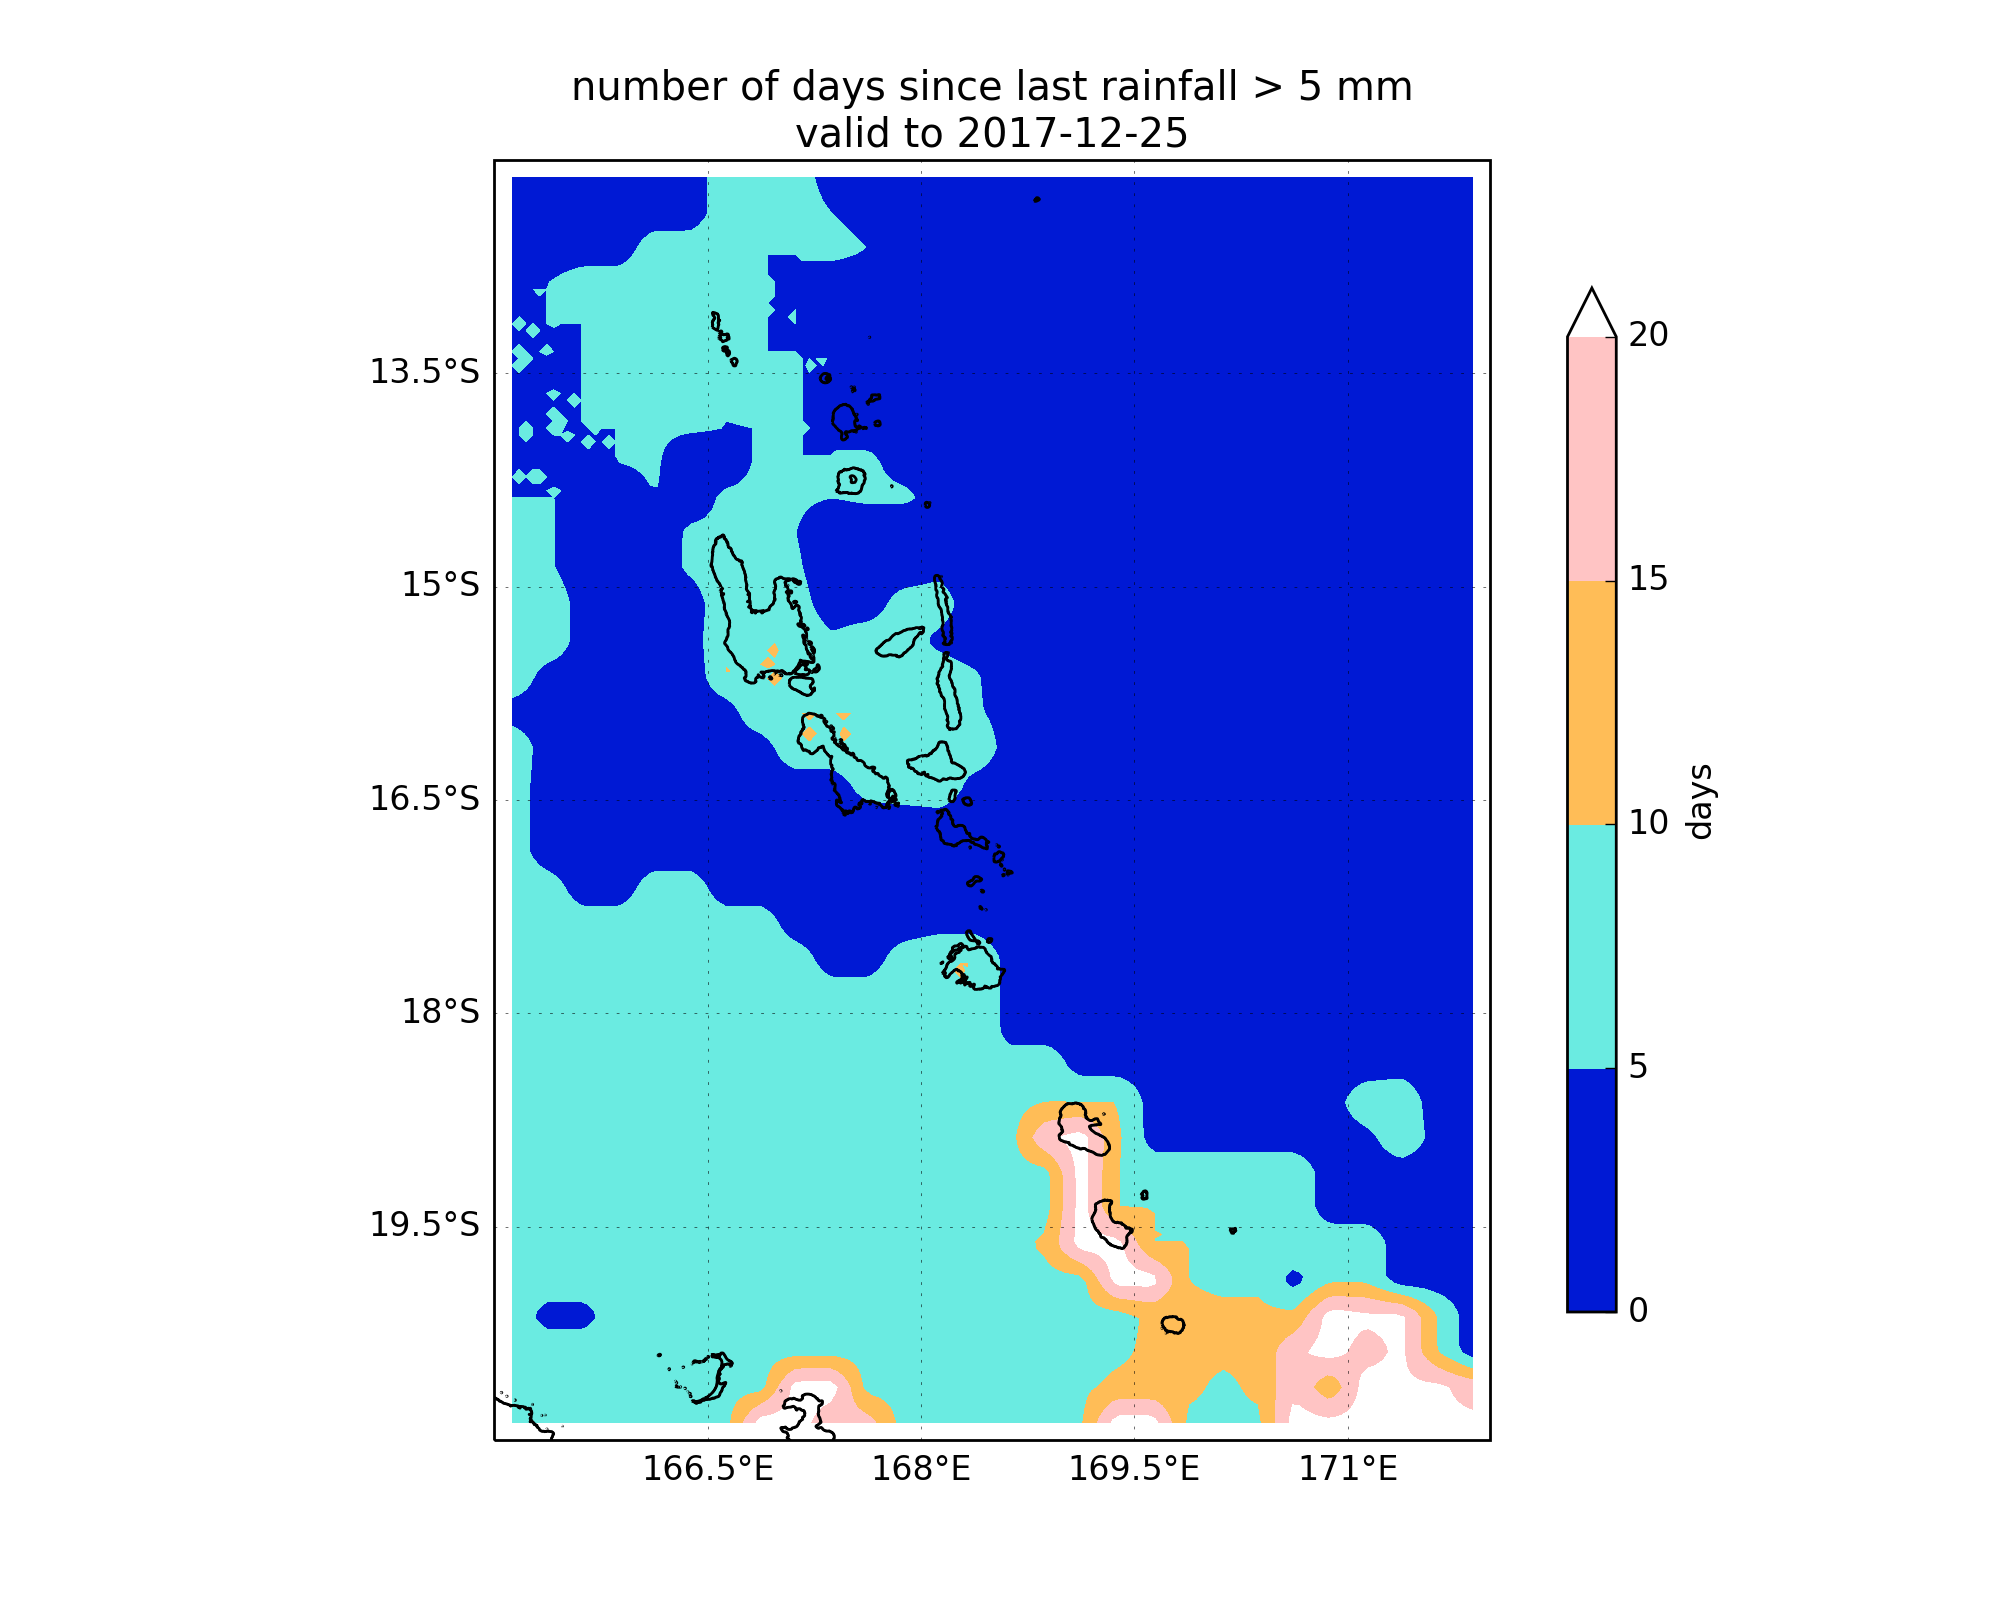 number of days since last rainfall > 5 mm
valid to 2017-12-25
13.5°S
15°S
16.5°S
18°S
19.5°S
166.5°E
168°E
169.5°E
171°E
20
15
10
5
0
days